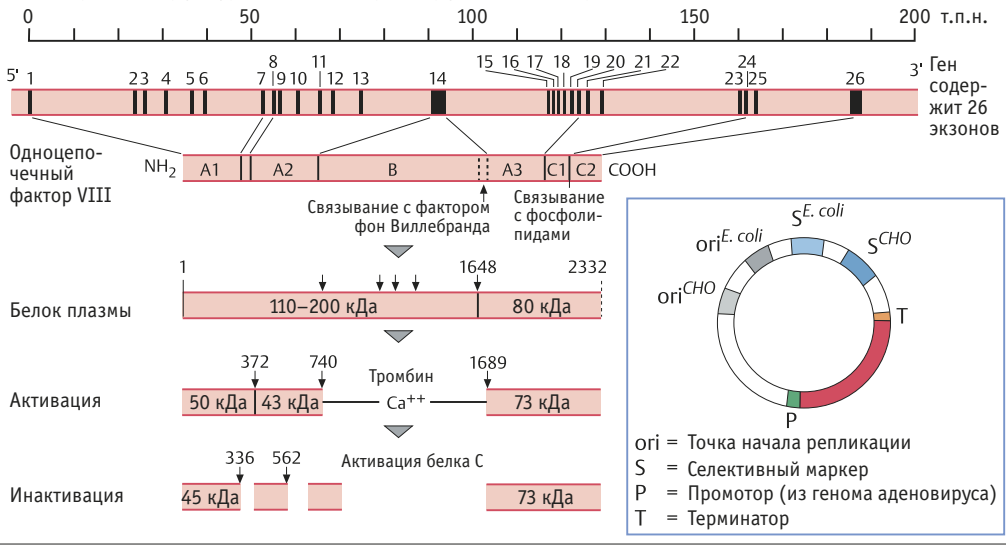 0 50 100 150 200 т.п.н.
8 11 15 16 17 18 19 20 21 22 24
5' 1 2 3 4 5 6 7 9 10 12 13 14 23 25 26 3'
Ген
содер-
жит 26
экзонов
Одноцепо-
чечный
фактор VIII
NH2 A1 A2 B A3 C1 C2 COOH
Связывание с фактором
фон Виллебранда
Связывание
с фосфоли-
пидами
1 1648 2332
Белок плазмы
110–200 кДа 80 кДа
372 740 1689
Тромбин
Активация
50 кДа 43 кДа Ca++ 73 кДа
Активация белка C
336 562
Инактивация
45 кДа 73 кДа
S E. coli
ori E. coli
S CHO
ori CHO
T
P
ori = Точка начала репликации
S = Селективный маркер
P = Промотор (из генома аденовируса)
T = Терминатор